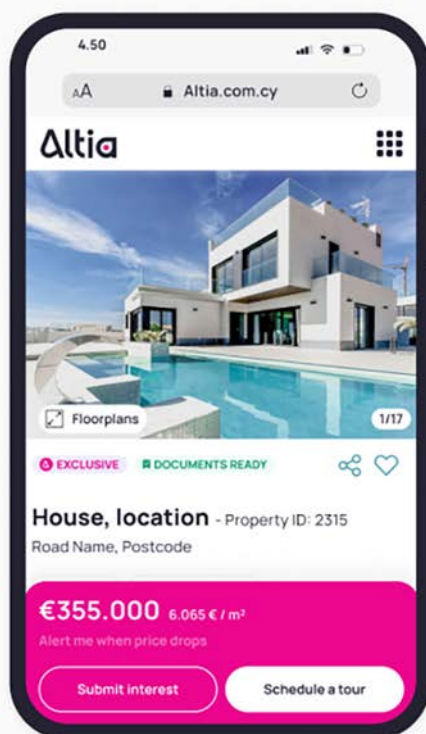 4.50
AA Altia.com.cy
Altia
Floorplans 1/17
EXCLUSIVE DOCUMENTS READY
House, location - Property ID: 2315
Road Name, Postcode
€355.000 6.065 € / m²
Alert me when price drops
Submit interest Schedule a tour